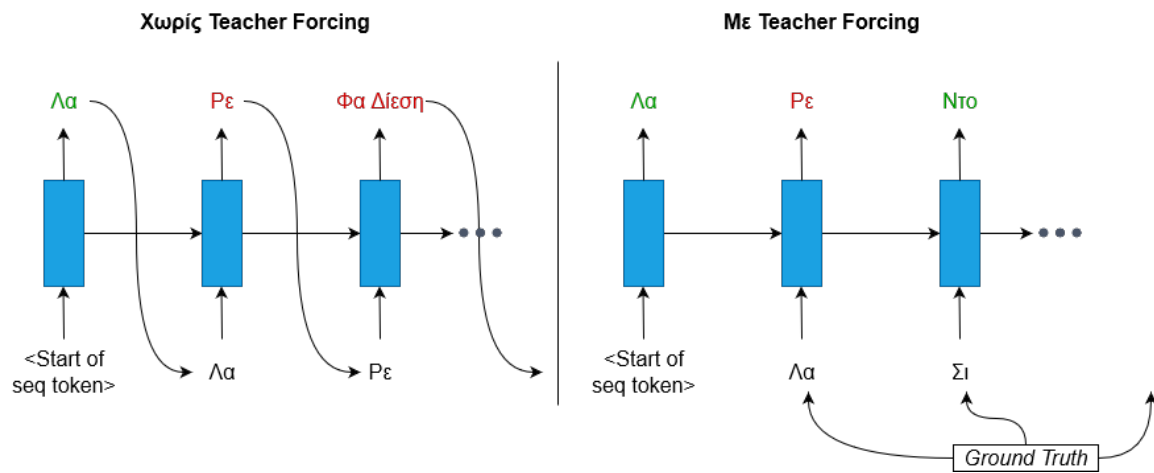 Χωρίς Teacher Forcing
Λα
Ρε
Φα Δίεση
<Start of
seq token>
Λα
Ρε
Με Teacher Forcing
Λα
Ρε
Ντο
<Start of
seq token>
Λα
Σι
Ground Truth